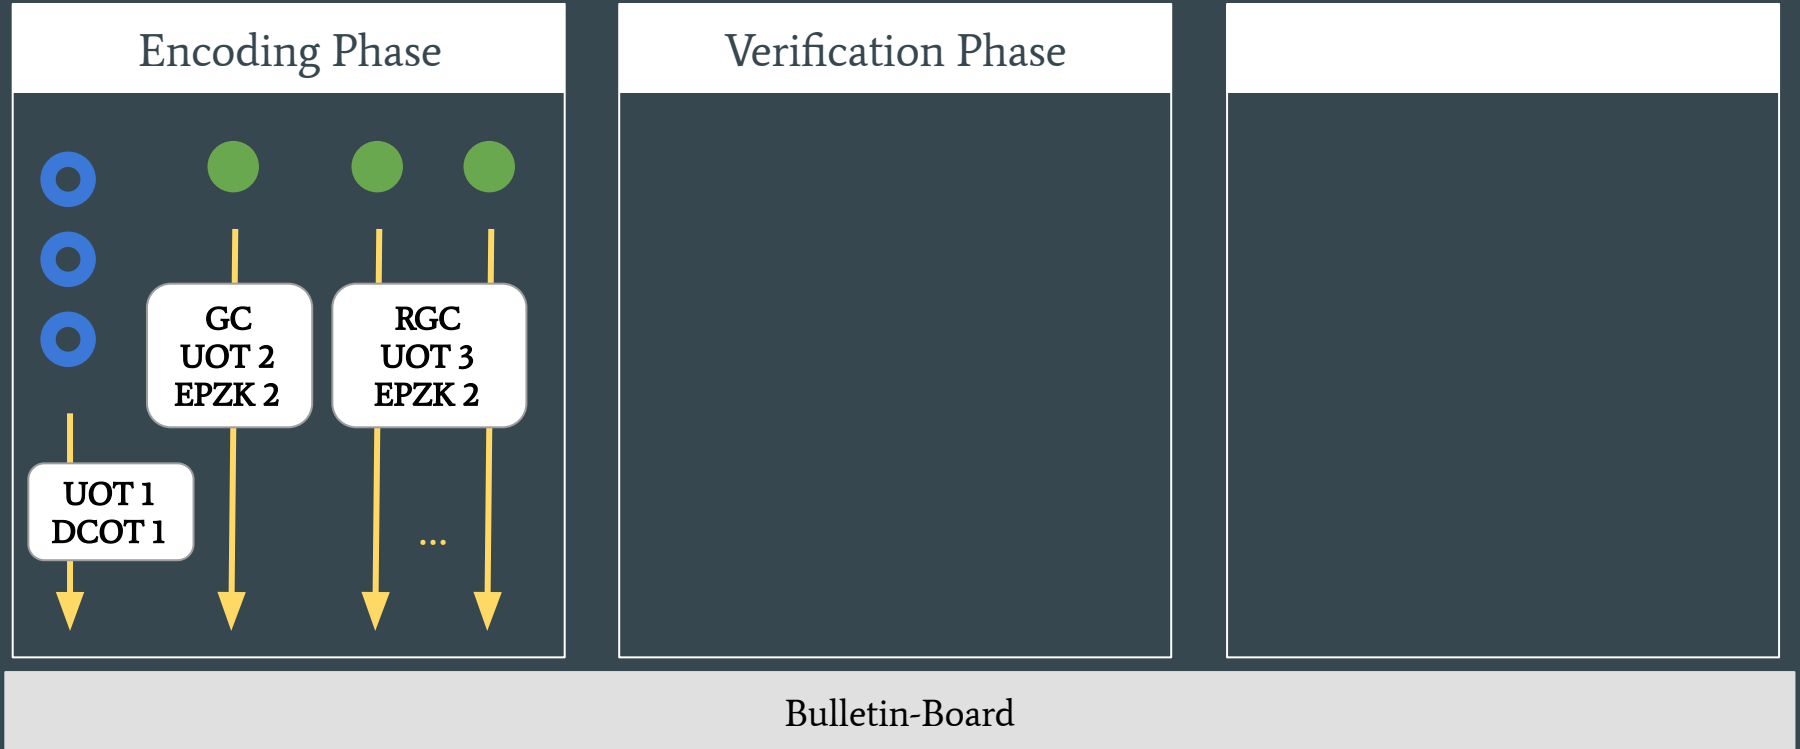 Encoding Phase
Verification Phase
GC
UOT 2
EPZK 2
RGC
UOT 3
EPZK 2
UOT 1
DCOT 1
...
Bulletin-Board